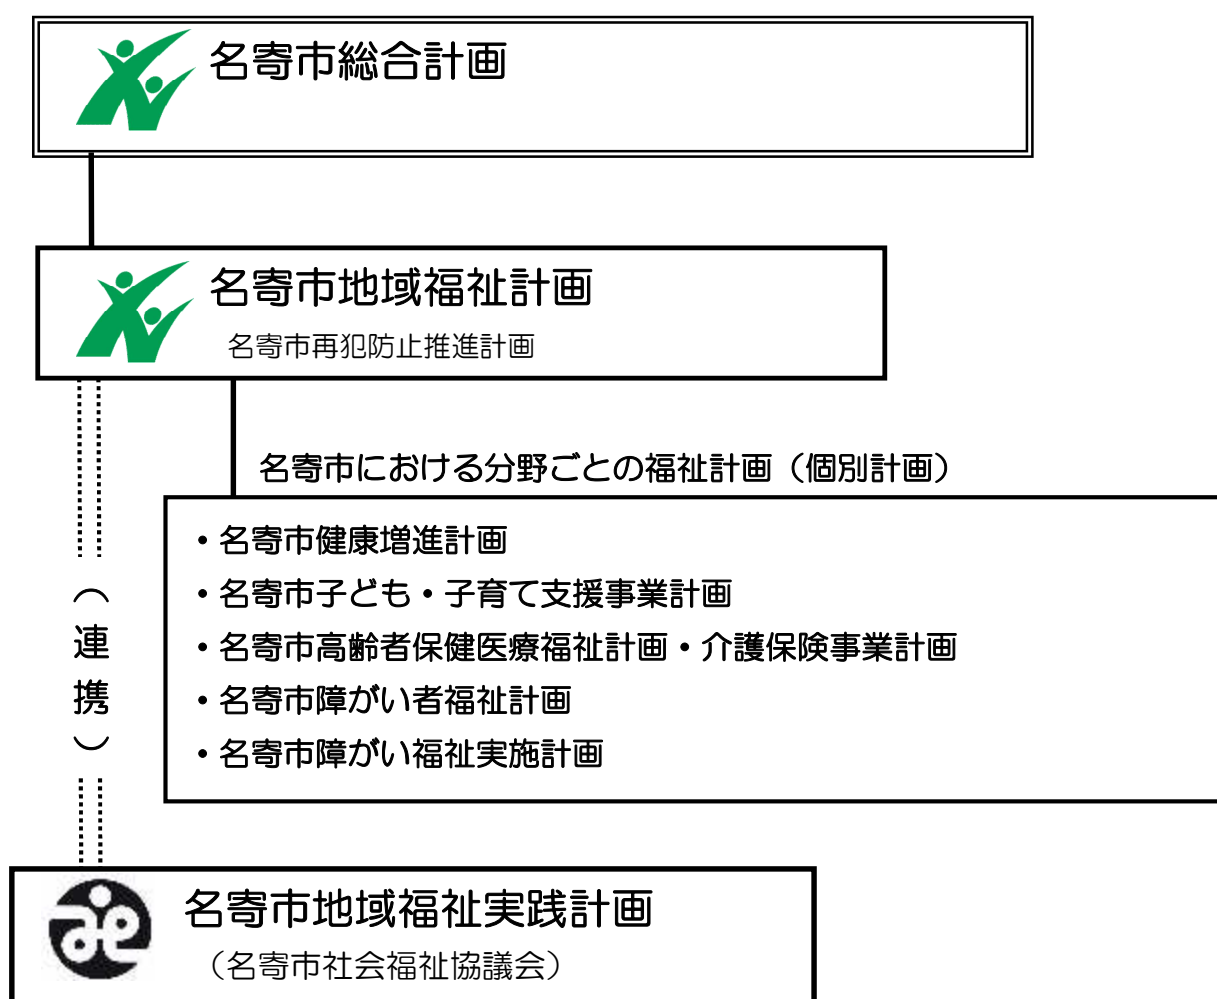 名寄市総合計画
名寄市地域福祉計画
名寄市再犯防止推進計画
名寄市における分野ごとの福祉計画（個別計画）
・名寄市健康増進計画
・名寄市子ども・子育て支援事業計画
・名寄市高齢者保健医療福祉計画・介護保険事業計画
・名寄市障がい者福祉計画
・名寄市障がい福祉実施計画
（連携）
名寄市地域福祉実践計画
（名寄市社会福祉協議会）